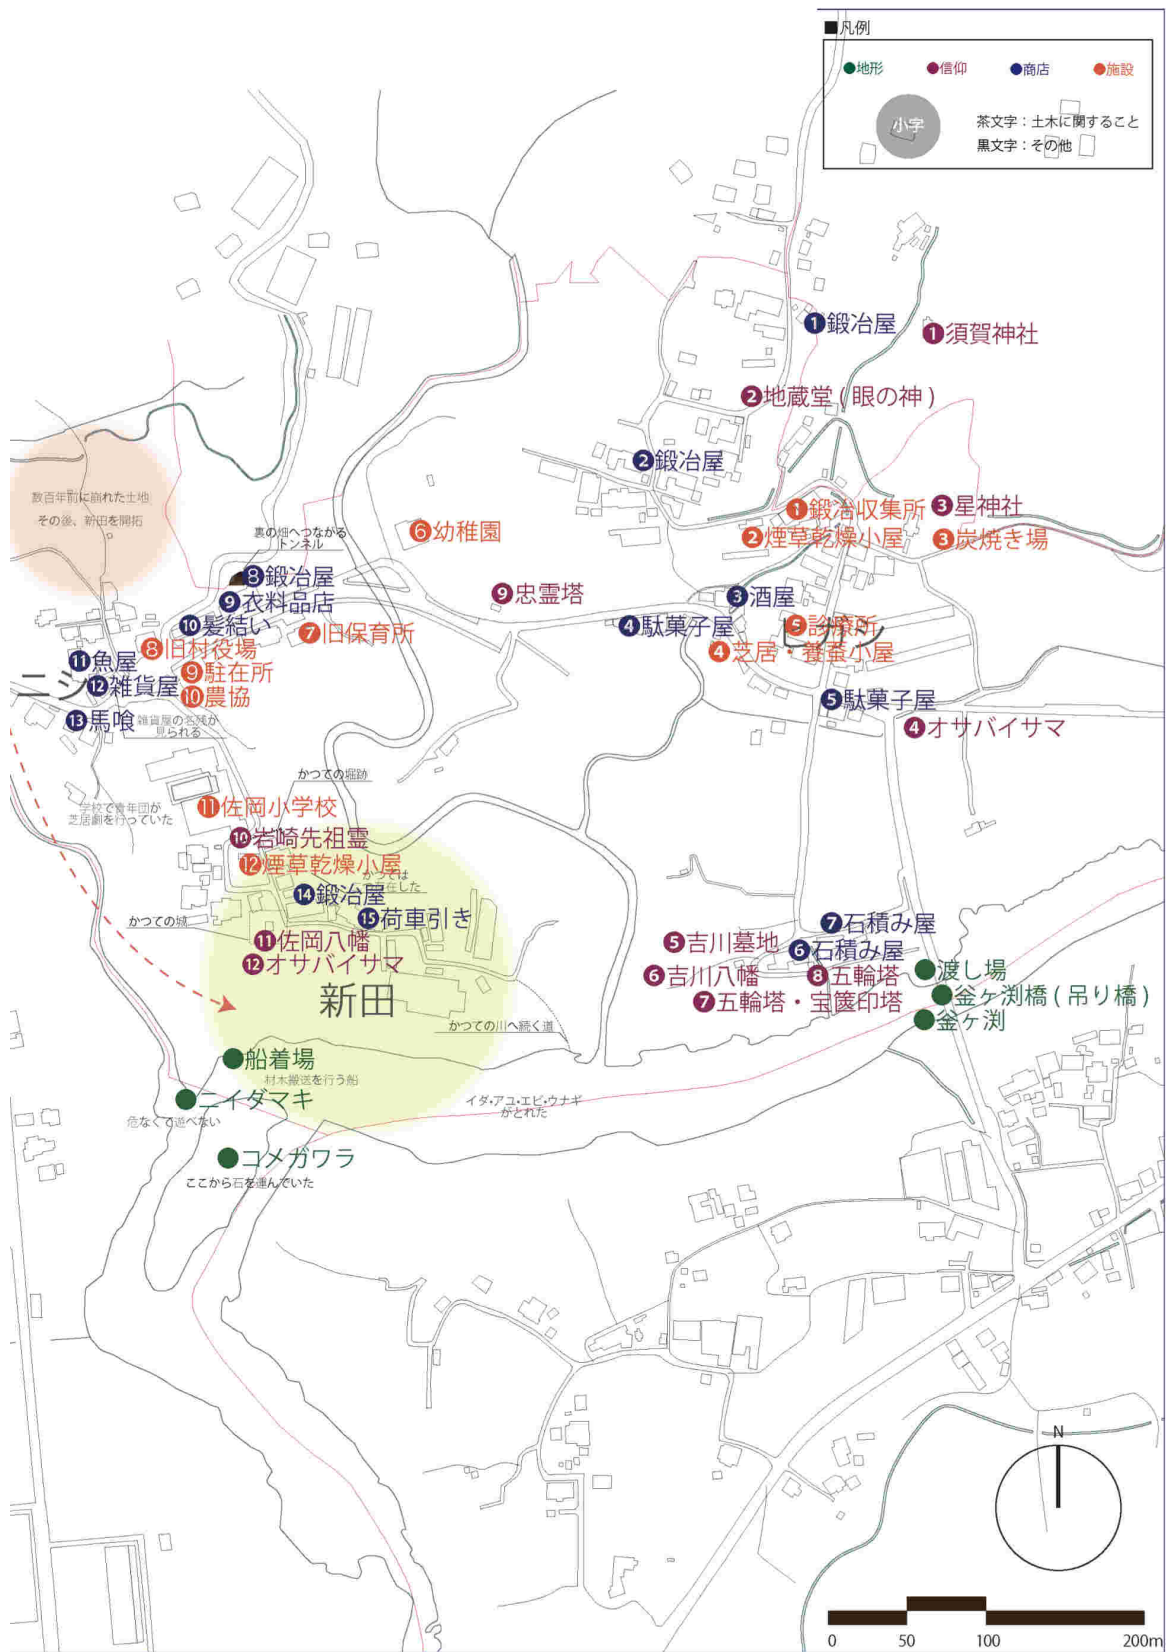 ■凡例
●地形 ●信仰 ●商店 ●施設
小字
茶文字：土木に関すること
黒文字：その他
❶鍛冶屋
❶須賀神社
❷地蔵堂(眼の神)
❷鍛冶屋
数百年前に崩れた土地
その後、新田を開拓
❶鍛冶収集所
❸星神社
❷煙草乾燥小屋
❸炭焼き場
❻幼稚園
裏の畑へつながる
トンネル
❽鍛冶屋
❾衣料品店
❿髪結い
❾忠霊塔
❸酒屋
❹駄菓子屋
❺診療所
❹芝居・養蚕小屋
❼旧保育所
❽旧村役場
⓫魚屋
❾駐在所
ニシ
⓬雑貨屋
❿農協
⓭馬喰
雑貨屋の名残が
見られる
❺駄菓子屋
❹オサバイサマ
かつての堀跡
学校で青年団が
芝居劇を行っていた
⓫佐岡小学校
❿岩崎先祖霊
⓬煙草乾燥小屋
かつては
⓮鍛冶屋
⓯荷車引き
かつての城
⓫佐岡八幡
⓬オサバイサマ
新田
かつての川へ続く道
❼石積み屋
❺吉川墓地
❻石積み屋
❻吉川八幡
❽五輪塔
❼五輪塔・宝篋印塔
●渡し場
●釜ヶ渕橋(吊り橋)
●釜ヶ渕
●船着場
材木搬送を行う船
●ニイダマキ
危なくて遊べない
イダ・アユ・エビ・ウナギ
がとれた
●コメガワラ
ここから石を運んでいた
N
0 50 100 200m